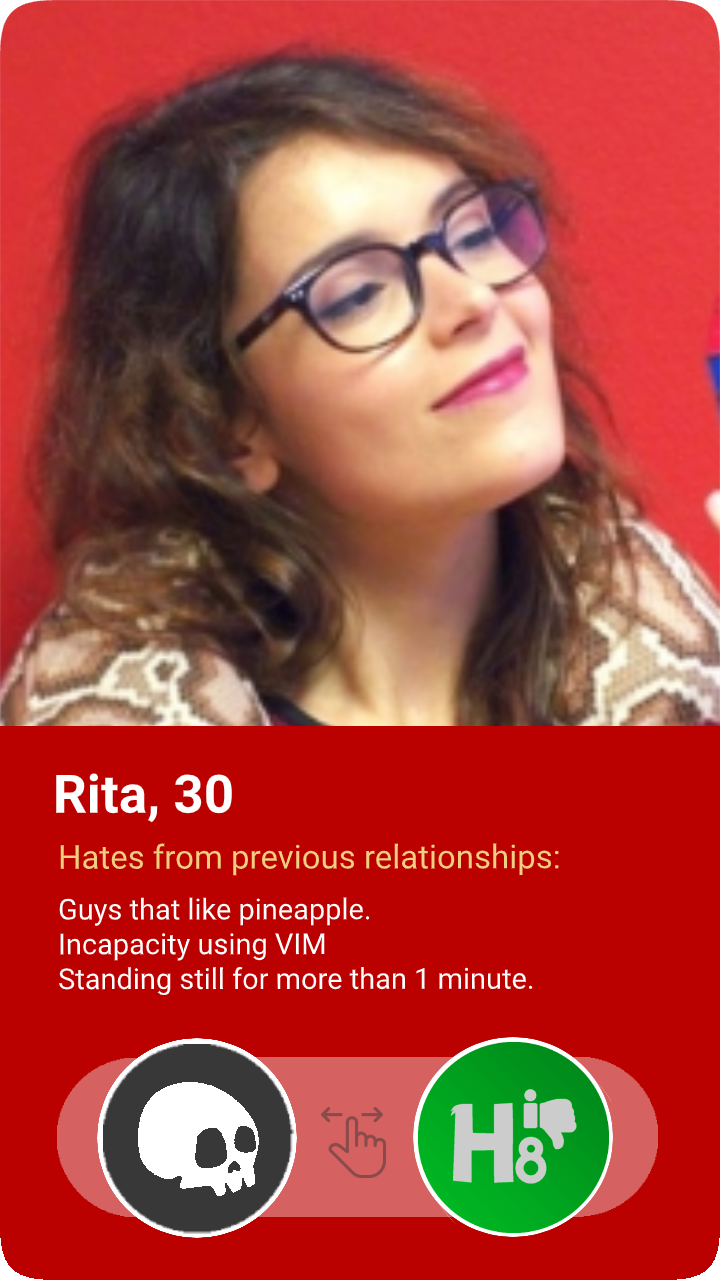 Rita, 30
Hates from previous relationships:
Guys that like pineapple.
Incapacity using VIM
Standing still for more than 1 minute.
Hi8